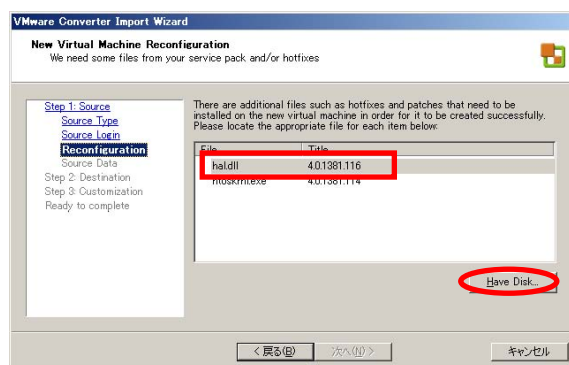 VMware Converter Import Wizard
New Virtual Machine Reconfiguration
We need some files from your service pack and/or hotfixes
Step 1: Source
Source Type
Source Login
Reconfiguration
Source Data
Step 2: Destination
Step 3: Customization
Ready to complete
There are additional files such as hotfixes and patches that need to be
installed on the new virtual machine in order for it to be created successfully.
Please locate the appropriate file for each item below:
File Title
hal.dll 4.0.1381.116
ntoskrnl.exe 4.0.1381.114
Have Disk...
< 戻る(B) 次へ(N) > キャンセル